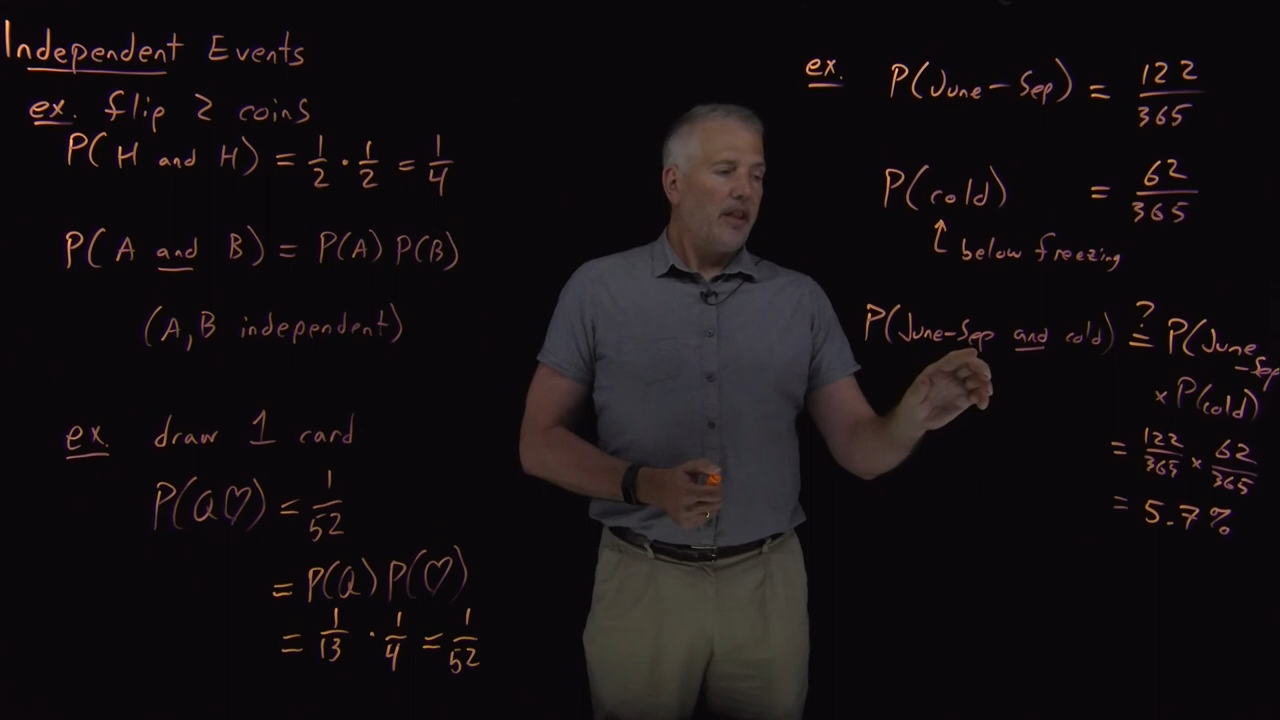 Independent Events
ex. flip 2 coins
P(H and H) = 1/2 · 1/2 = 1/4
P(A and B) = P(A) P(B)
(A, B independent)
ex. draw 1 card
P(Q♡) = 1/52
= P(Q) P(♡)
= 1/13 · 1/4 = 1/52
ex. P(June-Sep) = 122/365
P(cold) = 62/365
↑ below freezing
P(June-Sep and cold) ≟ P(June
-Sep
× P(cold)
= 122/365 × 62/365
= 5.7%